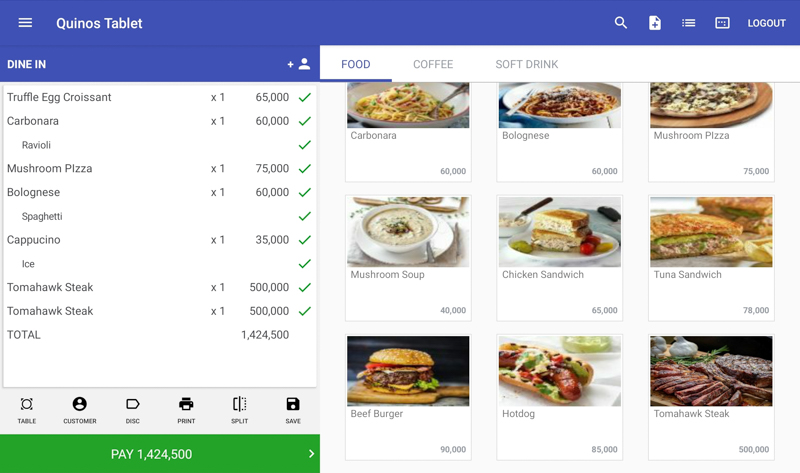 Quinos Tablet
LOGOUT
DINE IN
+
Truffle Egg Croissant x 1 65,000
Carbonara x 1 60,000
Ravioli
Mushroom PIzza x 1 75,000
Bolognese x 1 60,000
Spaghetti
Cappucino x 1 35,000
Ice
Tomahawk Steak x 1 500,000
Tomahawk Steak x 1 500,000
TOTAL 1,424,500
TABLE CUSTOMER DISC PRINT SPLIT SAVE
PAY 1,424,500
FOOD COFFEE SOFT DRINK
Carbonara Bolognese Mushroom PIzza
60,000 60,000 75,000
Mushroom Soup Chicken Sandwich Tuna Sandwich
40,000 65,000 78,000
Beef Burger Hotdog Tomahawk Steak
90,000 85,000 500,000